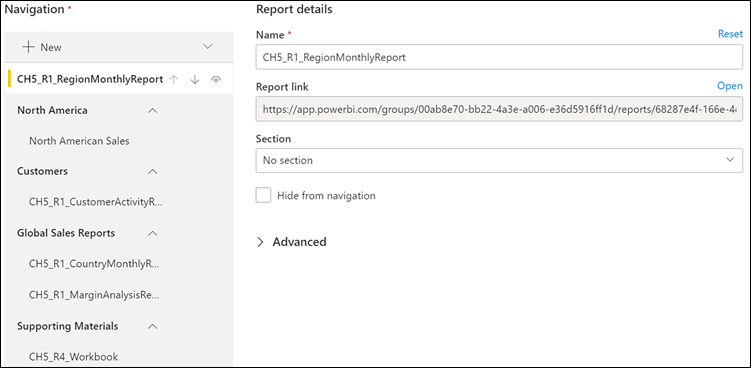 Navigation *
New
CH5_R1_RegionMonthlyReport
North America
North American Sales
Customers
CH5_R1_CustomerActivityR...
Global Sales Reports
CH5_R1_CountryMonthlyR...
CH5_R1_MarginAnalysisRe...
Supporting Materials
CH5_R4_Workbook
Report details
Name *
Reset
CH5_R1_RegionMonthlyReport
Report link
Open
https://app.powerbi.com/groups/00ab8e70-bb22-4a3e-a006-e36d5916ff1d/reports/68287e4f-166e-4
Section
No section
Hide from navigation
Advanced